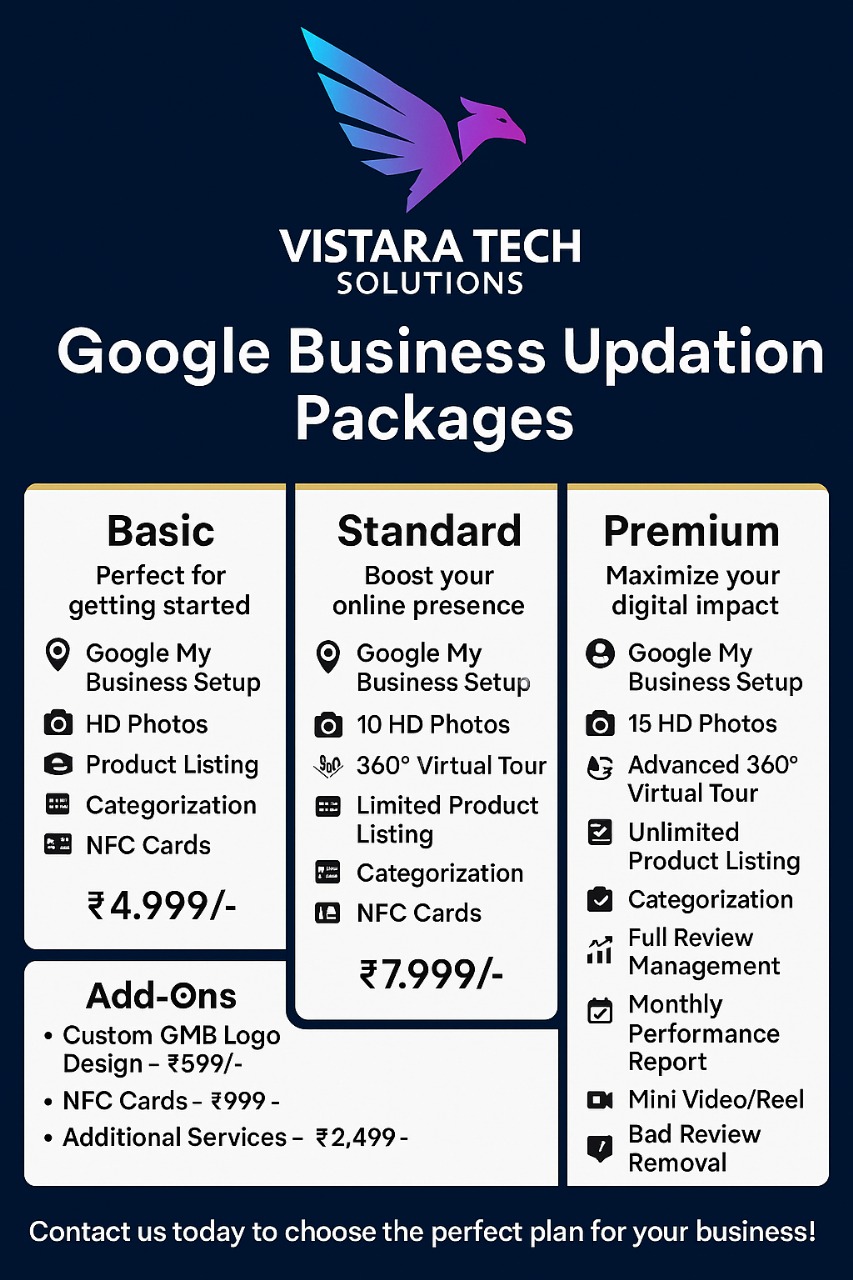 VISTARA TECH
SOLUTIONS
Google Business Updation
Packages
Basic
Perfect for
getting started
Google My
Business Setup
HD Photos
Product Listing
Categorization
NFC Cards
₹4.999/-
Standard
Boost your
online presence
Google My
Business Setup
10 HD Photos
360° Virtual Tour
Limited Product
Listing
Categorization
NFC Cards
₹7.999/-
Premium
Maximize your
digital impact
Google My
Business Setup
15 HD Photos
Advanced 360°
Virtual Tour
Unlimited
Product Listing
Categorization
Full Review
Management
Monthly
Performance
Report
Mini Video/Reel
Bad Review
Removal
Add-Ons
• Custom GMB Logo
Design – ₹599/-
• NFC Cards – ₹999 -
• Additional Services – ₹2,499 -
Contact us today to choose the perfect plan for your business!